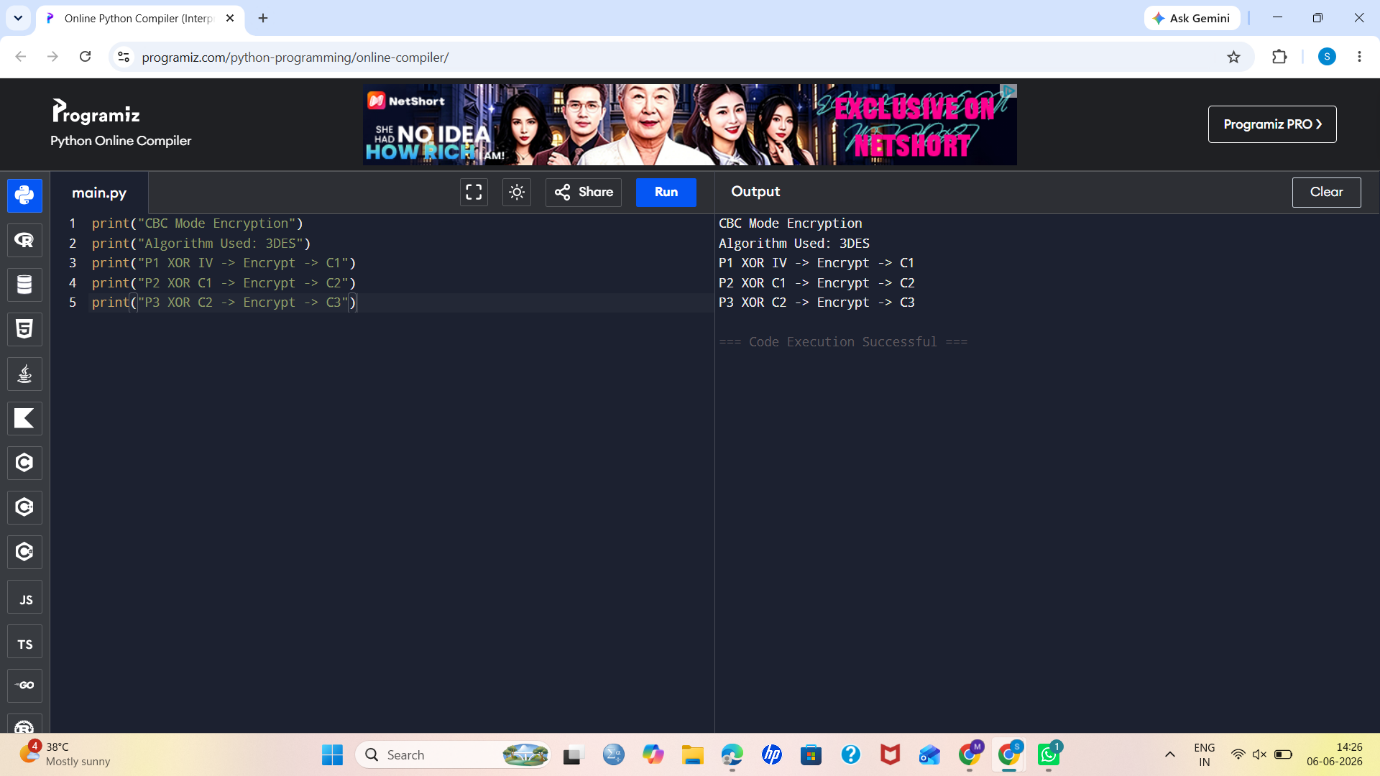 Online Python Compiler (Interp
Ask Gemini
programiz.com/python-programming/online-compiler/
S
Programiz
Python Online Compiler
NetShort
SHE HAD NO IDEA
HOW RICH I AM!
EXCLUSIVE ON
NETSHORT
Programiz PRO
main.py
Share
Run
Output
Clear
1 print("CBC Mode Encryption")
2 print("Algorithm Used: 3DES")
3 print("P1 XOR IV -> Encrypt -> C1")
4 print("P2 XOR C1 -> Encrypt -> C2")
5 print("P3 XOR C2 -> Encrypt -> C3")
CBC Mode Encryption
Algorithm Used: 3DES
P1 XOR IV -> Encrypt -> C1
P2 XOR C1 -> Encrypt -> C2
P3 XOR C2 -> Encrypt -> C3
=== Code Execution Successful ===
JS
TS
GO
4
38°C
Mostly sunny
Search
hp
M
S
1
ENG
IN
14:26
06-06-2026